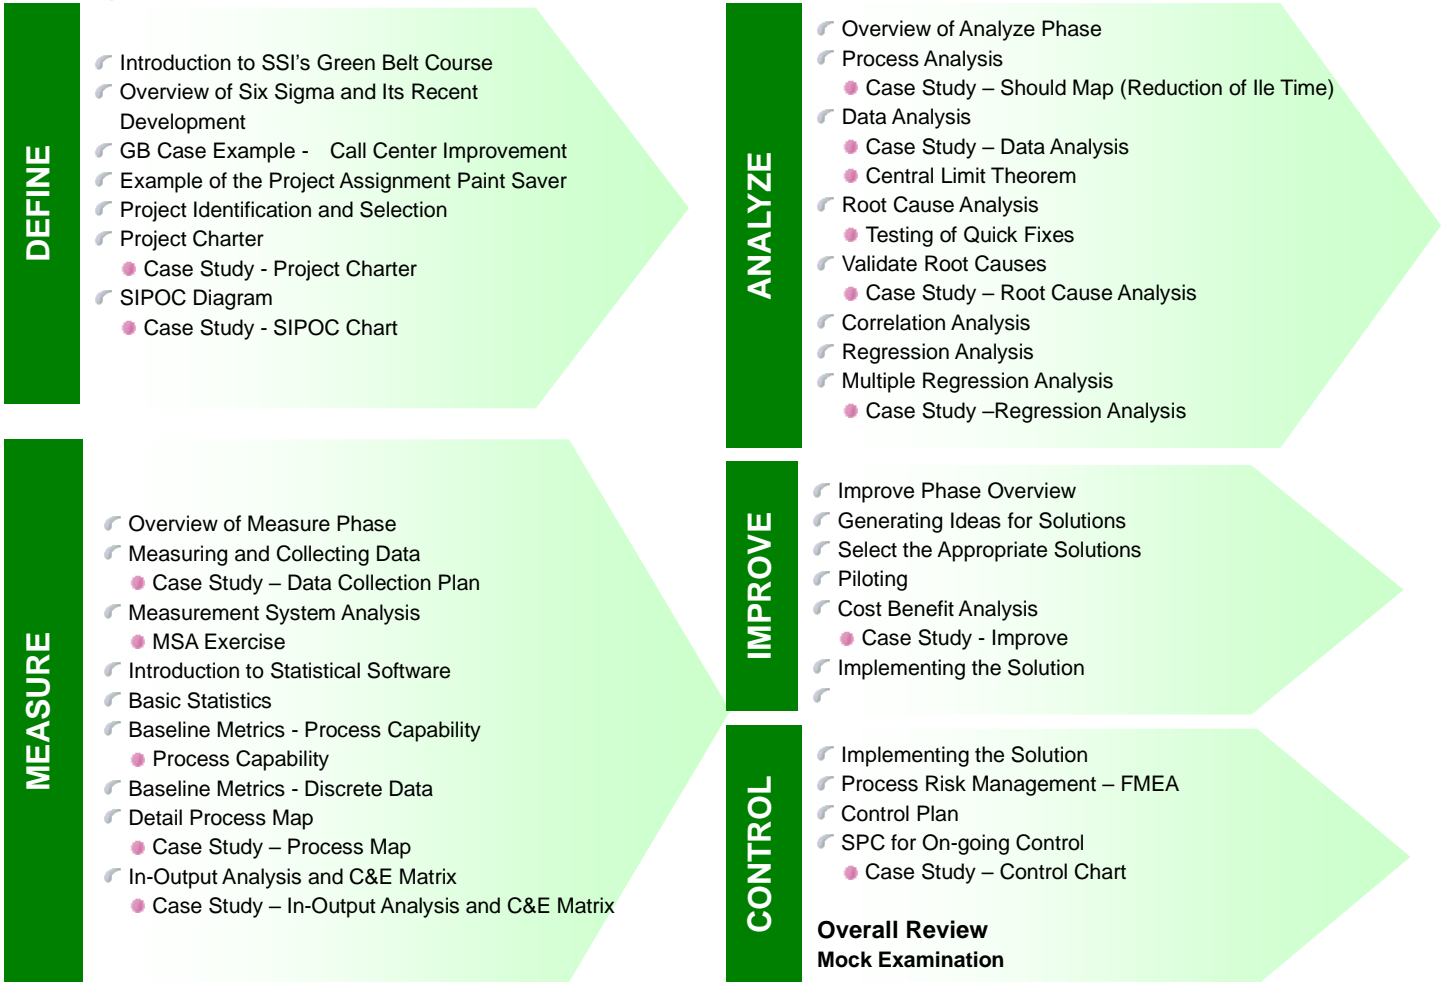 DEFINE
Introduction to SSI's Green Belt Course
Overview of Six Sigma and Its Recent
Development
GB Case Example -   Call Center Improvement
Example of the Project Assignment Paint Saver
Project Identification and Selection
Project Charter
Case Study - Project Charter
SIPOC Diagram
Case Study - SIPOC Chart
MEASURE
Overview of Measure Phase
Measuring and Collecting Data
Case Study – Data Collection Plan
Measurement System Analysis
MSA Exercise
Introduction to Statistical Software
Basic Statistics
Baseline Metrics - Process Capability
Process Capability
Baseline Metrics - Discrete Data
Detail Process Map
Case Study – Process Map
In-Output Analysis and C&E Matrix
Case Study – In-Output Analysis and C&E Matrix
ANALYZE
Overview of Analyze Phase
Process Analysis
Case Study – Should Map (Reduction of Ile Time)
Data Analysis
Case Study – Data Analysis
Central Limit Theorem
Root Cause Analysis
Testing of Quick Fixes
Validate Root Causes
Case Study – Root Cause Analysis
Correlation Analysis
Regression Analysis
Multiple Regression Analysis
Case Study –Regression Analysis
IMPROVE
Improve Phase Overview
Generating Ideas for Solutions
Select the Appropriate Solutions
Piloting
Cost Benefit Analysis
Case Study - Improve
Implementing the Solution
CONTROL
Implementing the Solution
Process Risk Management – FMEA
Control Plan
SPC for On-going Control
Case Study – Control Chart
Overall Review
Mock Examination